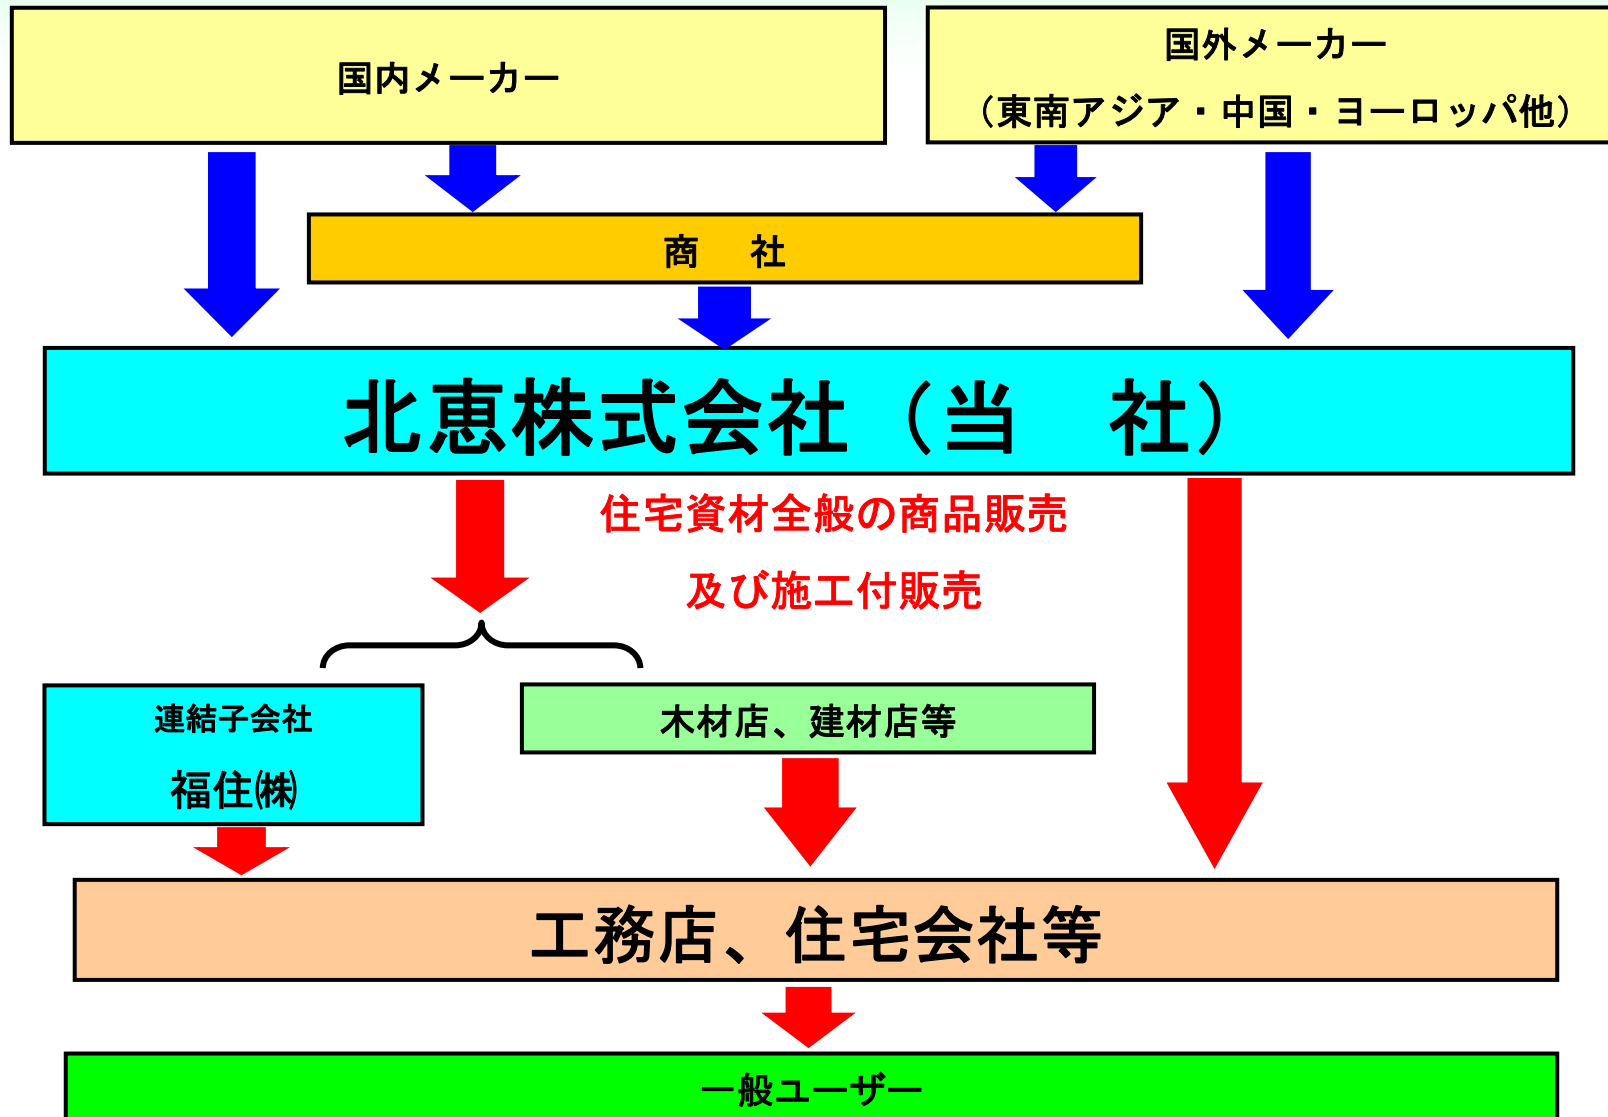 国内メーカー
国外メーカー
（東南アジア・中国・ヨーロッパ他）
商　社
北恵株式会社（当　社）
住宅資材全般の商品販売
及び施工付販売
連結子会社
福住㈱
木材店、建材店等
工務店、住宅会社等
一般ユーザー